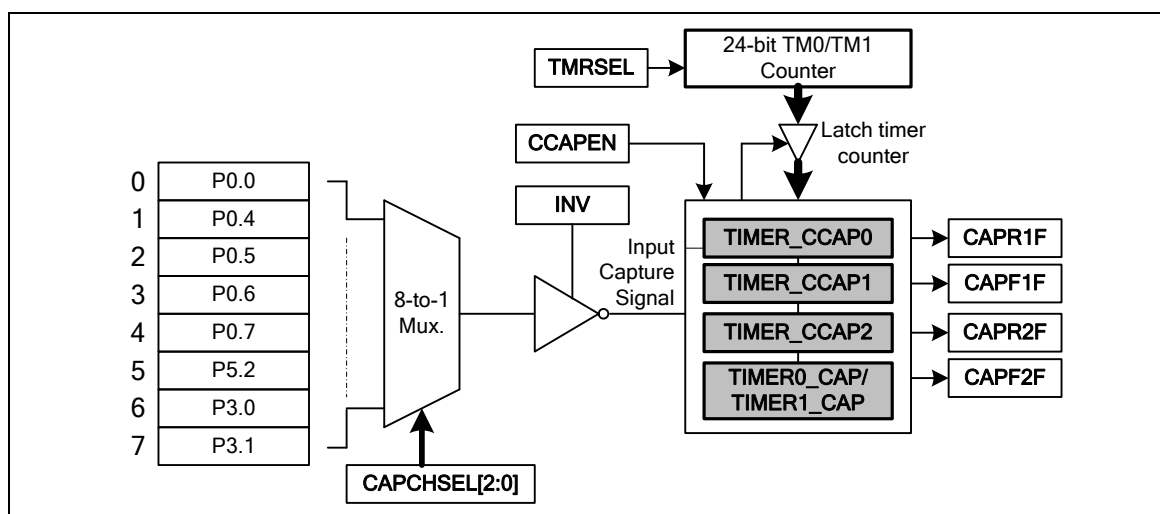 24-bit TM0/TM1
Counter
TMRSEL
Latch timer
counter
CCAPEN
INV
0 P0.0
1 P0.4
2 P0.5
3 P0.6
4 P0.7
5 P5.2
6 P3.0
7 P3.1
8-to-1
Mux.
CAPCHSEL[2:0]
Input
Capture
Signal
TIMER_CCAP0
TIMER_CCAP1
TIMER_CCAP2
TIMER0_CAP/
TIMER1_CAP
CAPR1F
CAPF1F
CAPR2F
CAPF2F